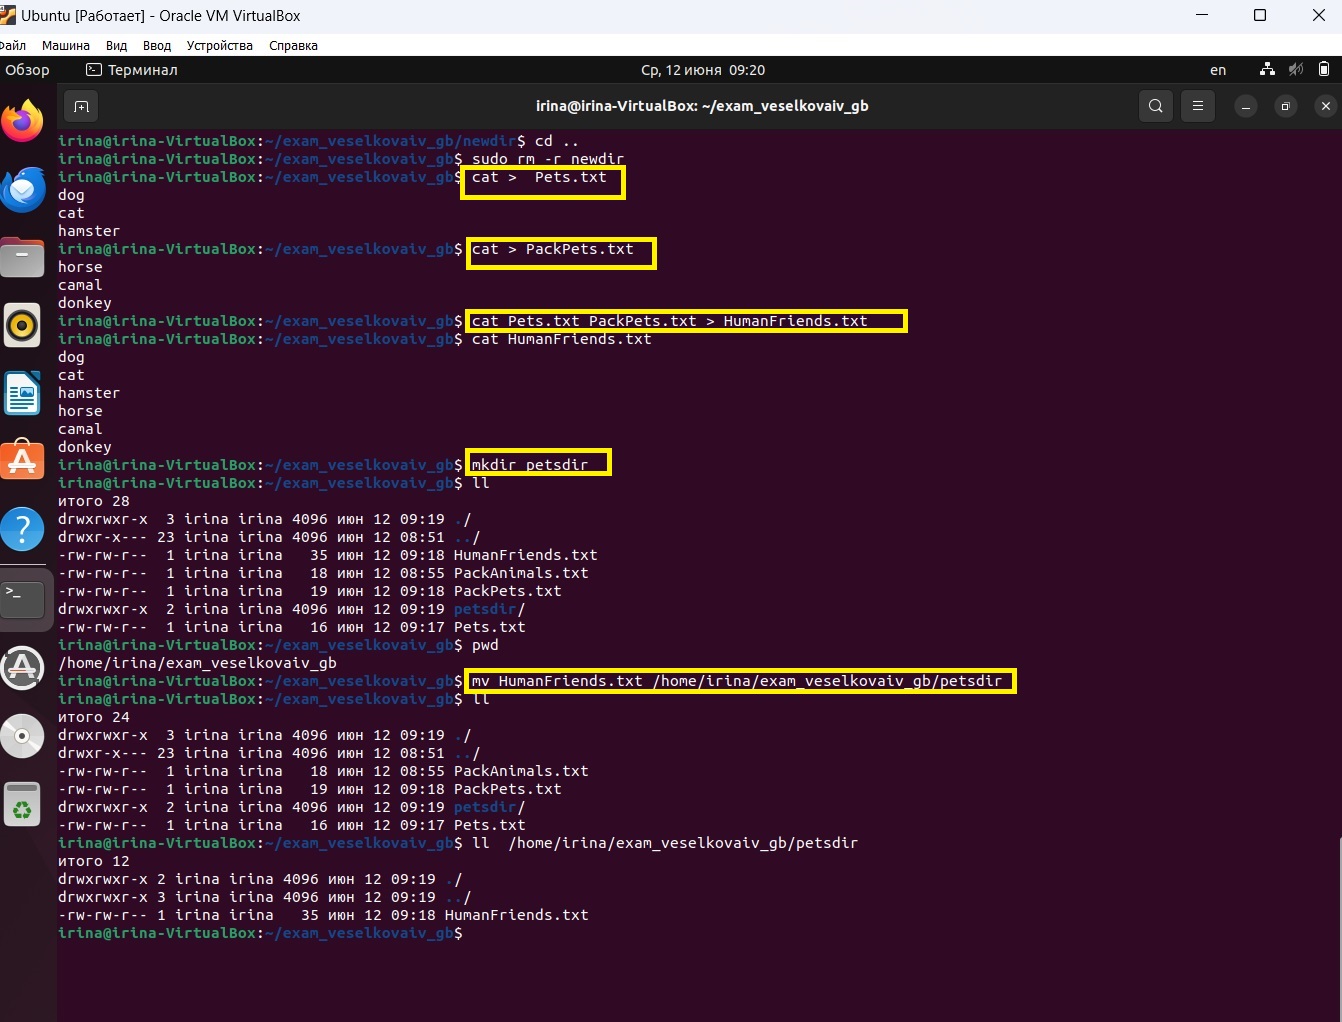 Ubuntu [Работает] - Oracle VM VirtualBox
Файл Машина Вид Ввод Устройства Справка
Обзор Терминал Ср, 12 июня 09:20 en
irina@irina-VirtualBox: ~/exam_veselkovaiv_gb
irina@irina-VirtualBox:~/exam_veselkovaiv_gb/newdir$ cd ..
irina@irina-VirtualBox:~/exam_veselkovaiv_gb$ sudo rm -r newdir
irina@irina-VirtualBox:~/exam_veselkovaiv_gb$ cat >  Pets.txt
dog
cat
hamster
irina@irina-VirtualBox:~/exam_veselkovaiv_gb$ cat > PackPets.txt
horse
camal
donkey
irina@irina-VirtualBox:~/exam_veselkovaiv_gb$ cat Pets.txt PackPets.txt > HumanFriends.txt
irina@irina-VirtualBox:~/exam_veselkovaiv_gb$ cat HumanFriends.txt
dog
cat
hamster
horse
camal
donkey
irina@irina-VirtualBox:~/exam_veselkovaiv_gb$ mkdir petsdir
irina@irina-VirtualBox:~/exam_veselkovaiv_gb$ ll
итого 28
drwxrwxr-x  3 irina irina 4096 июн 12 09:19 ./
drwxr-x--- 23 irina irina 4096 июн 12 08:51 ../
-rw-rw-r--  1 irina irina   35 июн 12 09:18 HumanFriends.txt
-rw-rw-r--  1 irina irina   18 июн 12 08:55 PackAnimals.txt
-rw-rw-r--  1 irina irina   19 июн 12 09:18 PackPets.txt
drwxrwxr-x  2 irina irina 4096 июн 12 09:19 petsdir/
-rw-rw-r--  1 irina irina   16 июн 12 09:17 Pets.txt
irina@irina-VirtualBox:~/exam_veselkovaiv_gb$ pwd
/home/irina/exam_veselkovaiv_gb
irina@irina-VirtualBox:~/exam_veselkovaiv_gb$ mv HumanFriends.txt /home/irina/exam_veselkovaiv_gb/petsdir
irina@irina-VirtualBox:~/exam_veselkovaiv_gb$ ll
итого 24
drwxrwxr-x  3 irina irina 4096 июн 12 09:19 ./
drwxr-x--- 23 irina irina 4096 июн 12 08:51 ../
-rw-rw-r--  1 irina irina   18 июн 12 08:55 PackAnimals.txt
-rw-rw-r--  1 irina irina   19 июн 12 09:18 PackPets.txt
drwxrwxr-x  2 irina irina 4096 июн 12 09:19 petsdir/
-rw-rw-r--  1 irina irina   16 июн 12 09:17 Pets.txt
irina@irina-VirtualBox:~/exam_veselkovaiv_gb$ ll  /home/irina/exam_veselkovaiv_gb/petsdir
итого 12
drwxrwxr-x 2 irina irina 4096 июн 12 09:19 ./
drwxrwxr-x 3 irina irina 4096 июн 12 09:19 ../
-rw-rw-r-- 1 irina irina   35 июн 12 09:18 HumanFriends.txt
irina@irina-VirtualBox:~/exam_veselkovaiv_gb$